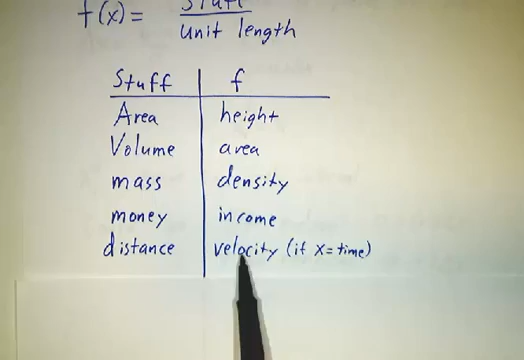 f(x) = Stuff
unit length
Stuff f
Area height
Volume area
mass density
money income
distance velocity (if x=time)